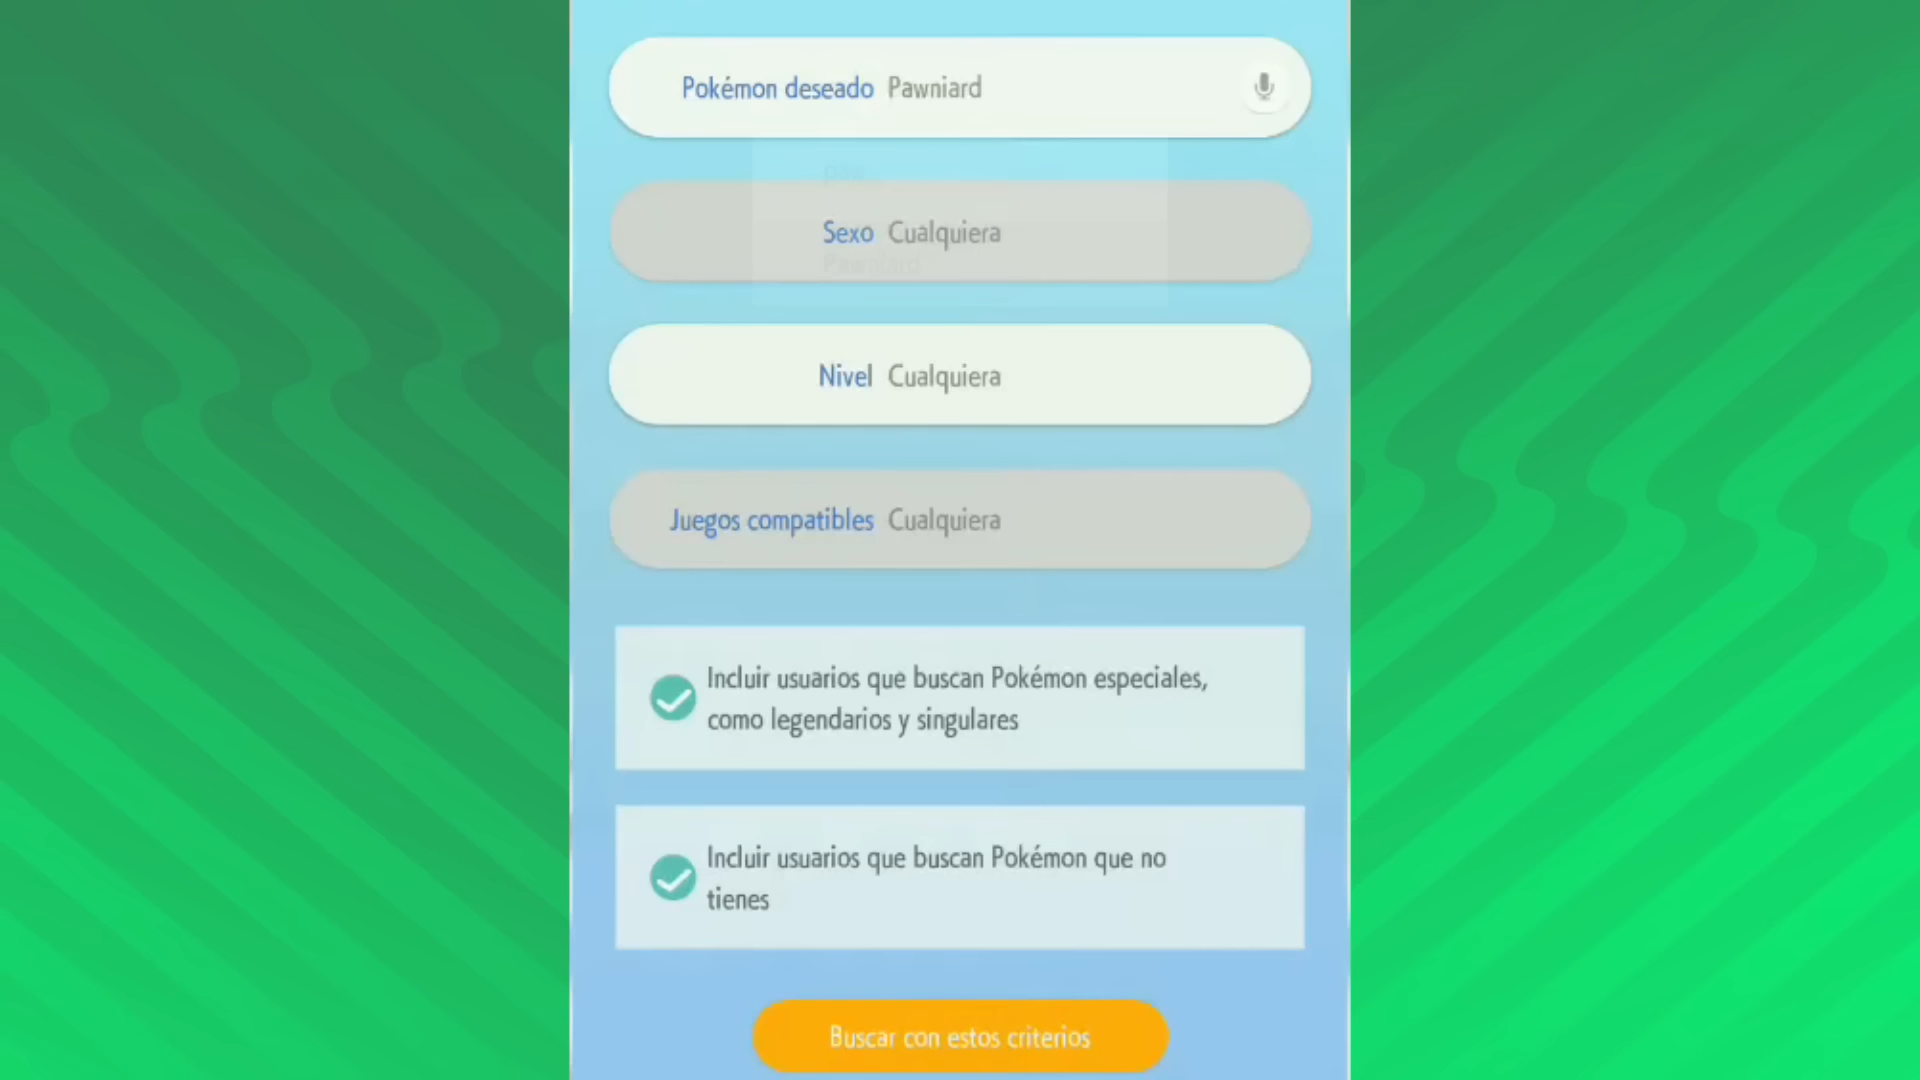 Pokémon deseado Pawniard
Sexo Cualquiera
Pawniard
Nivel Cualquiera
Juegos compatibles Cualquiera
Incluir usuarios que buscan Pokémon especiales,
como legendarios y singulares
Incluir usuarios que buscan Pokémon que no
tienes
Buscar con estos criterios